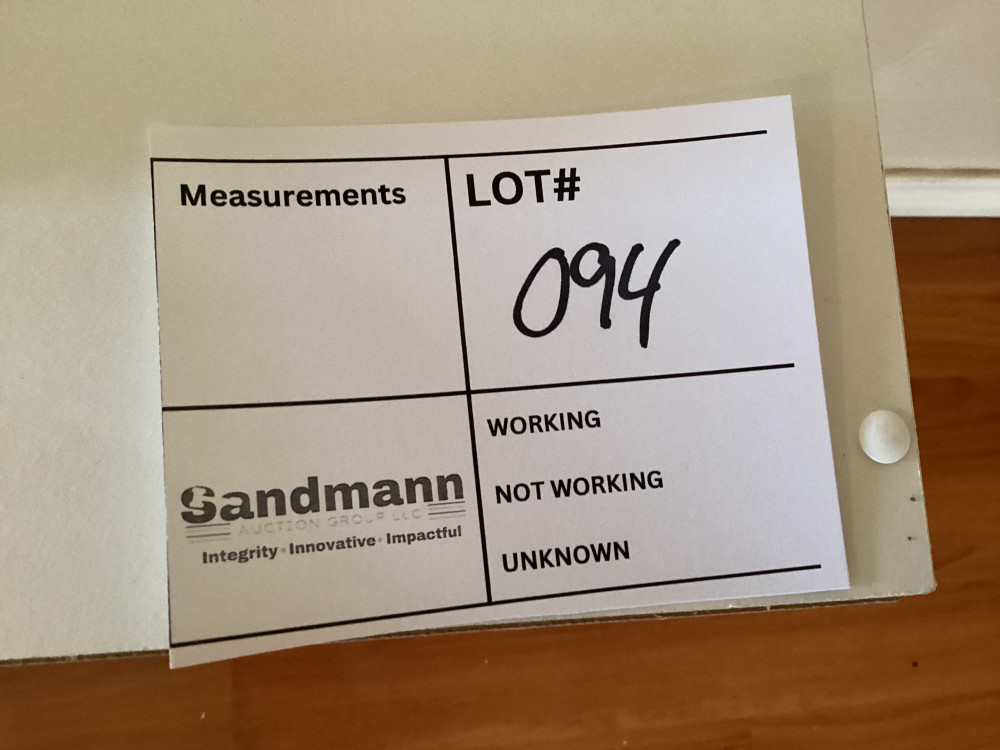 Measurements
LOT#
094
WORKING
NOT WORKING
UNKNOWN
Sandmann
AUCTION GROUP LLC
Integrity • Innovative • Impactful